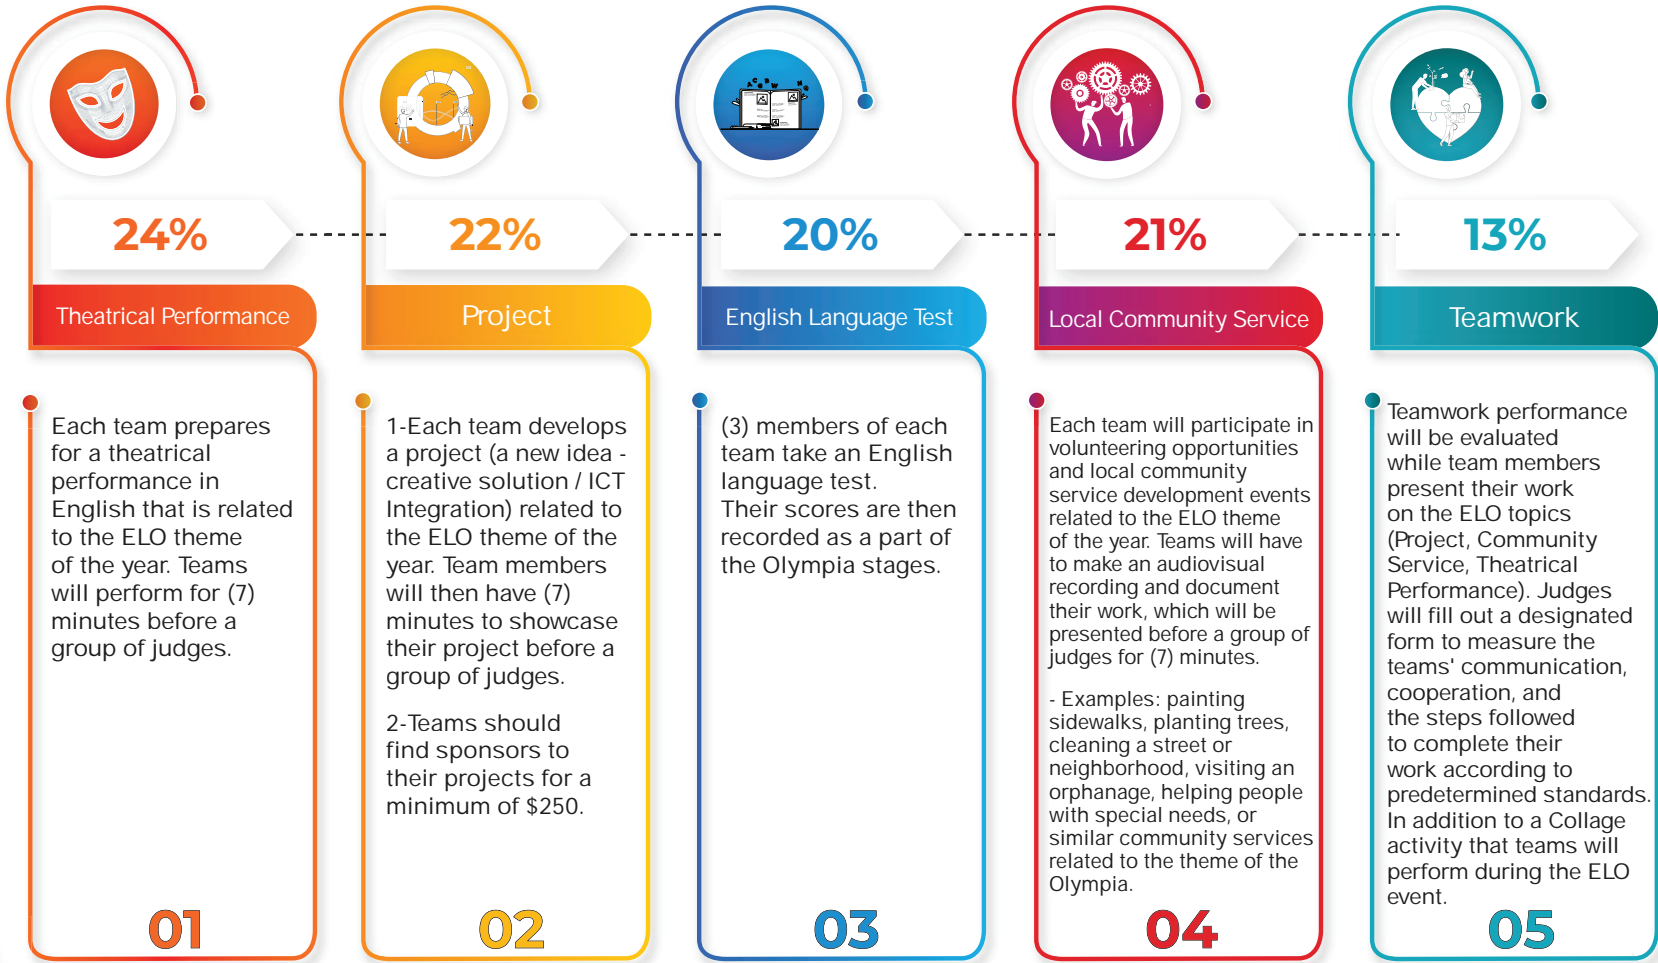 24%
Theatrical Performance
Each team prepares
for a theatrical
performance in
English that is related
to the ELO theme
of the year. Teams
will perform for (7)
minutes before a
group of judges.
01
22%
Project
1-Each team develops
a project (a new idea -
creative solution / ICT
Integration) related to
the ELO theme of the
year. Team members
will then have (7)
minutes to showcase
their project before a
group of judges.
2-Teams should
find sponsors to
their projects for a
minimum of $250.
02
20%
English Language Test
(3) members of each
team take an English
language test.
Their scores are then
recorded as a part of
the Olympia stages.
03
21%
Local Community Service
Each team will participate in
volunteering opportunities
and local community
service development events
related to the ELO theme
of the year. Teams will have
to make an audiovisual
recording and document
their work, which will be
presented before a group of
judges for (7) minutes.
- Examples: painting
sidewalks, planting trees,
cleaning a street or
neighborhood, visiting an
orphanage, helping people
with special needs, or
similar community services
related to the theme of the
Olympia.
04
13%
Teamwork
Teamwork performance
will be evaluated
while team members
present their work
on the ELO topics
(Project, Community
Service, Theatrical
Performance). Judges
will fill out a designated
form to measure the
teams' communication,
cooperation, and
the steps followed
to complete their
work according to
predetermined standards.
In addition to a Collage
activity that teams will
perform during the ELO
event.
05